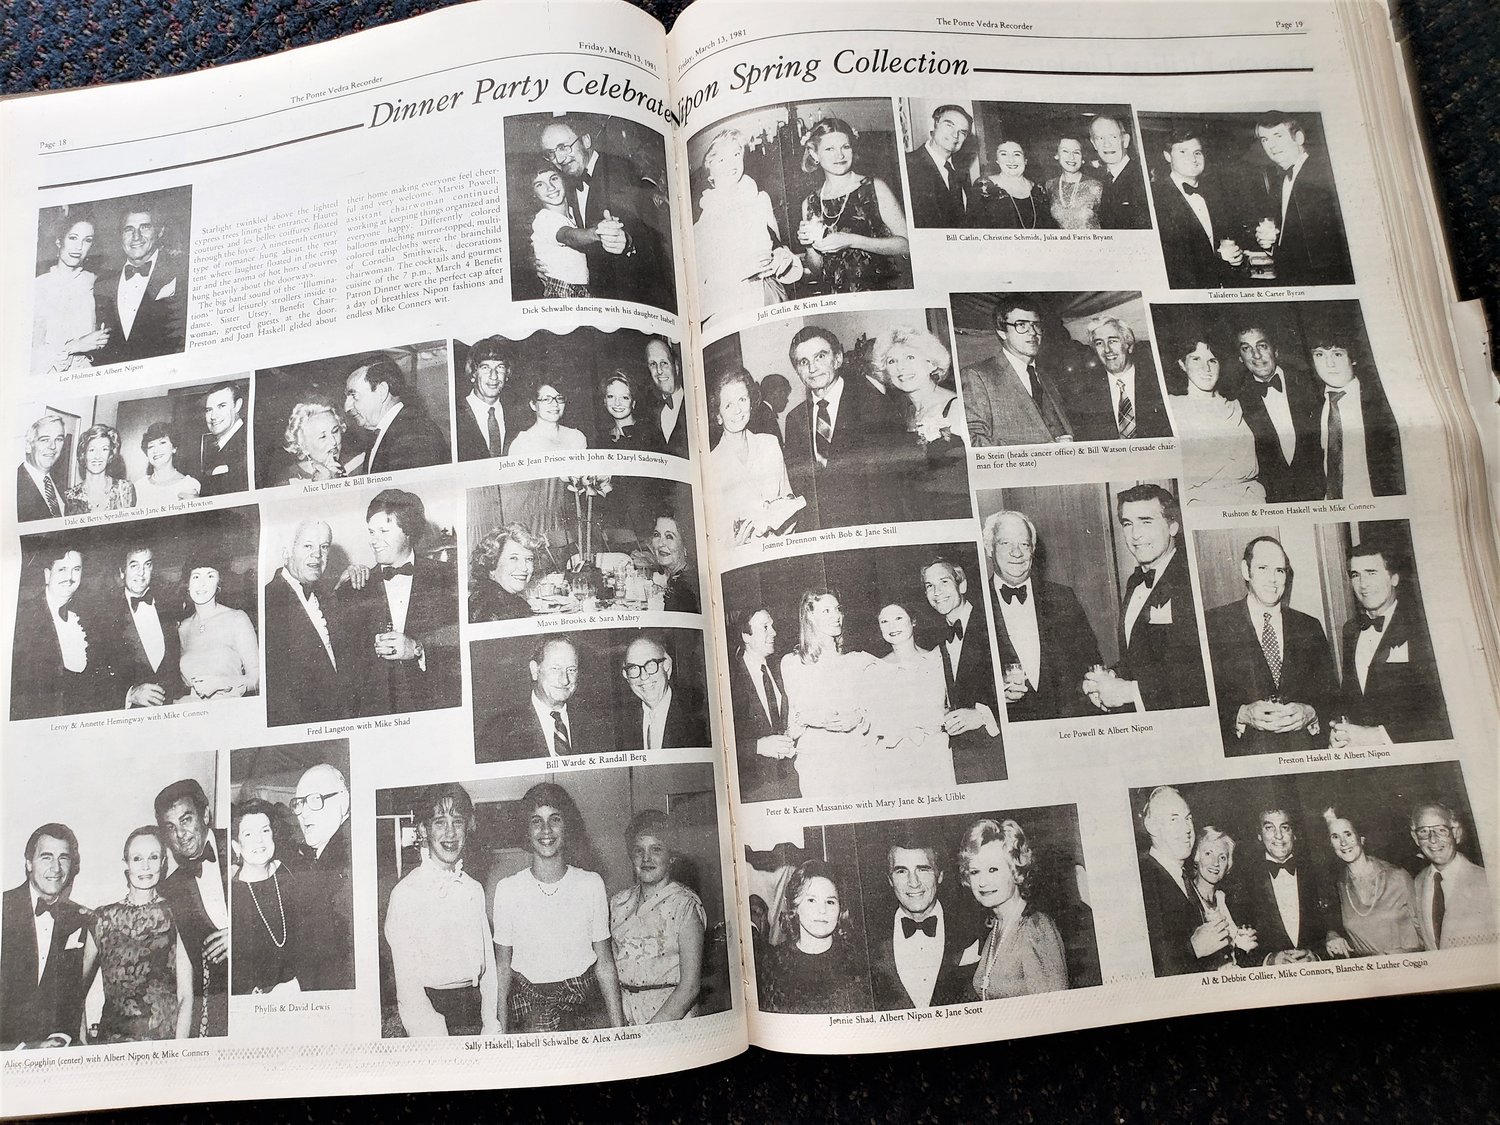 Page 18
The Ponte Vedra Recorder
Friday, March 13, 1981
Dinner Party Celebrate
Starlight twinkled above the lighted
cypress trees lining the entrance. Hautes
coutures and les belles coiffures floated
through the foyer. A nineteenth century
type of romance hung about the rear
tent where laughter floated in the crisp
air and the aroma of hot hors d'oeuvres
hung heavily about the doorways.
The big band sound of the "Illumina-
tions" lured leisurely strollers inside to
dance. Sister Utsey, Benefit Chair-
woman, greeted guests at the door.
Preston and Joan Haskell glided about
their home making everyone feel cheer-
ful and very welcome. Marvis Powell,
assistant chairwoman continued
working at keeping things organized and
everyone happy. Differently colored
balloons matching mirror-topped, multi-
colored tablecloths were the brainchild
of Cornelia Smithwick, decorations
chairwoman. The cocktails and gourmet
cuisine of the 7 p.m., March 4 Benefit
Patron Dinner were the perfect cap after
a day of breathless Nipon fashions and
endless Mike Conners wit.
Lee Holmes & Albert Nipon
Dick Schwalbe dancing with his daughter Isabell
Dale & Betty Spradlin with Jane & Hugh Howton
Alice Ulmer & Bill Brinson
John & Jean Prisoc with John & Daryl Sadowsky
Leroy & Annette Hemingway with Mike Conners
Fred Langston with Mike Shad
Mavis Brooks & Sara Mabry
Bill Warde & Randall Berg
Alice Coughlin (center) with Albert Nipon & Mike Conners
Phyllis & David Lewis
Sally Haskell, Isabell Schwalbe & Alex Adams
Friday, March 13, 1981
The Ponte Vedra Recorder
Page 19
Nipon Spring Collection
Juli Catlin & Kim Lane
Bill Catlin, Christine Schmidt, Julia and Farris Bryant
Taliaferro Lane & Carter Byran
Joanne Drennon with Bob & Jane Still
Bo Stein (heads cancer office) & Bill Watson (crusade chair-
man for the state)
Rushton & Preston Haskell with Mike Conners
Peter & Karen Massaniso with Mary Jane & Jack Uible
Lee Powell & Albert Nipon
Preston Haskell & Albert Nipon
Jennie Shad, Albert Nipon & Jane Scott
Al & Debbie Collier, Mike Connors, Blanche & Luther Coggin